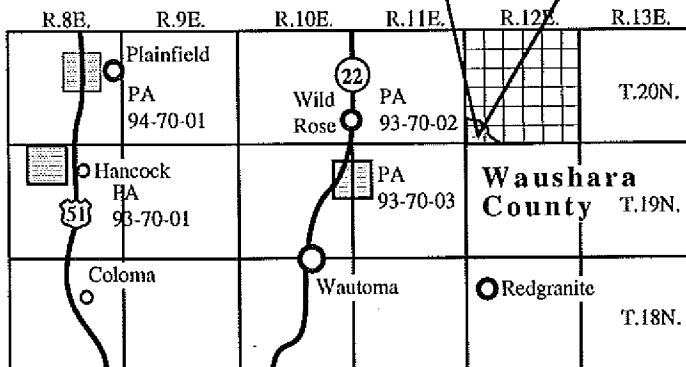 R.8E. R.9E. R.10E. R.11E. R.12E. R.13E.
Plainfield
PA
94-70-01
22
Wild
Rose
PA
93-70-02
T.20N.
Hancock
PA
93-70-01
51
PA
93-70-03
Waushara
County
T.19N.
Coloma
Wautoma
Redgranite
T.18N.